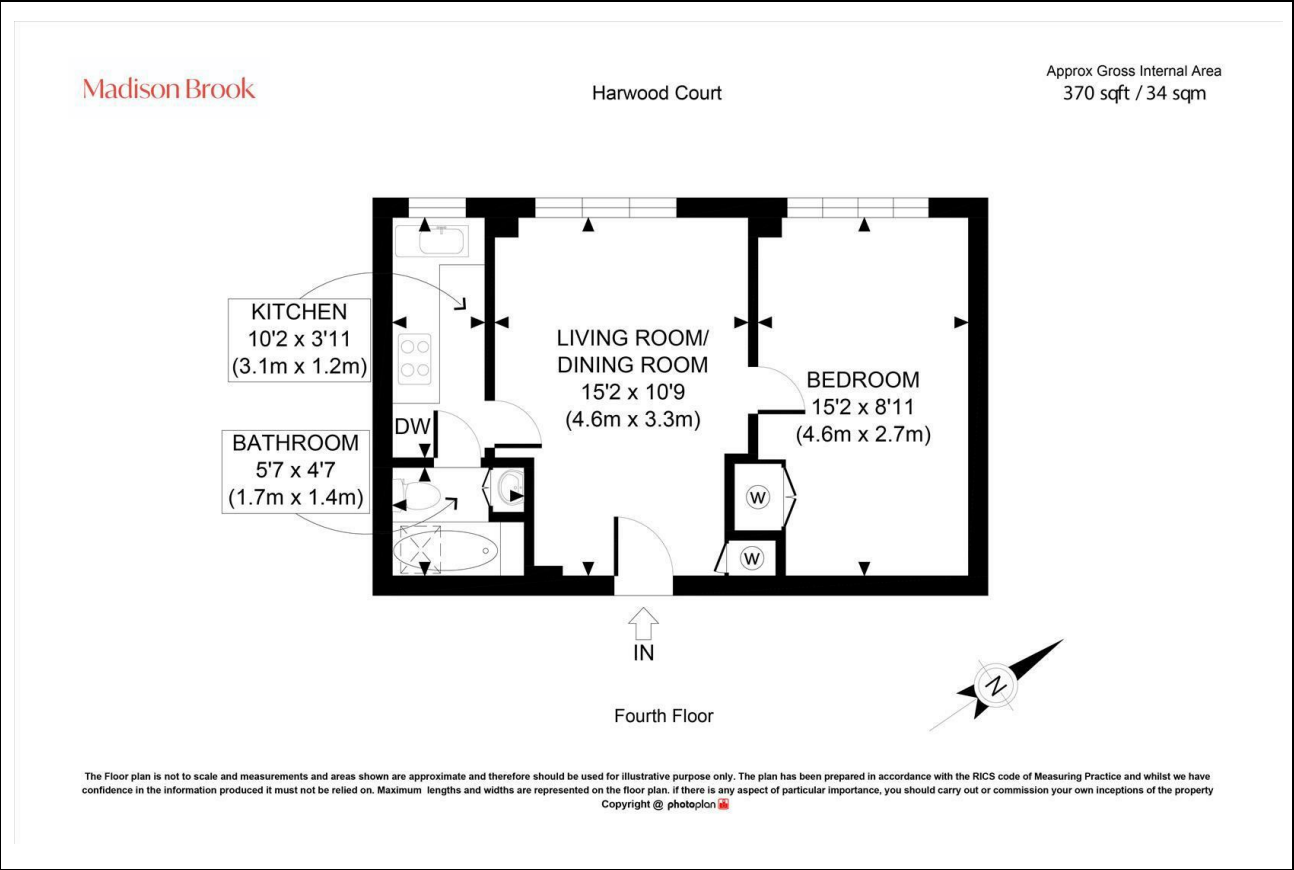 Madison Brook
Harwood Court
Approx Gross Internal Area
370 sqft / 34 sqm
KITCHEN
10'2 x 3'11
(3.1m x 1.2m)
LIVING ROOM/
DINING ROOM
15'2 x 10'9
(4.6m x 3.3m)
BEDROOM
15'2 x 8'11
(4.6m x 2.7m)
DW
BATHROOM
5'7 x 4'7
(1.7m x 1.4m)
W
W
IN
N
Fourth Floor
The Floor plan is not to scale and measurements and areas shown are approximate and therefore should be used for illustrative purpose only. The plan has been prepared in accordance with the RICS code of Measuring Practice and whilst we have
confidence in the information produced it must not be relied on. Maximum lengths and widths are represented on the floor plan. if there is any aspect of particular importance, you should carry out or commission your own inceptions of the property
Copyright @ photoplan